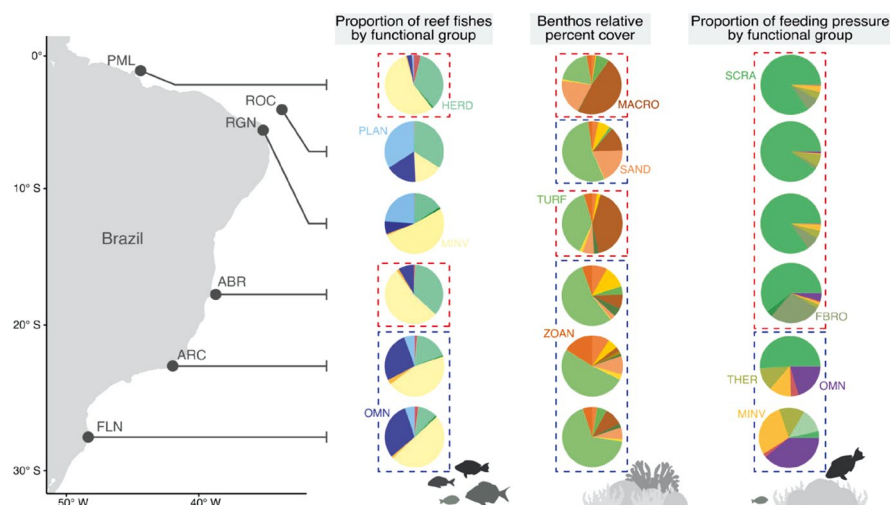 Proportion of reef fishes
by functional group
Benthos relative
percent cover
Proportion of feeding pressure
by functional group
0°
PML
SCRA
ROC
HERD
MACRO
RGN
PLAN
SAND
10° S
TURF
Brazil
MINV
ABR
FBRO
20° S
ZOAN
ARC
THER
OMN
OMN
MINV
FLN
30° S
50° W
40° W